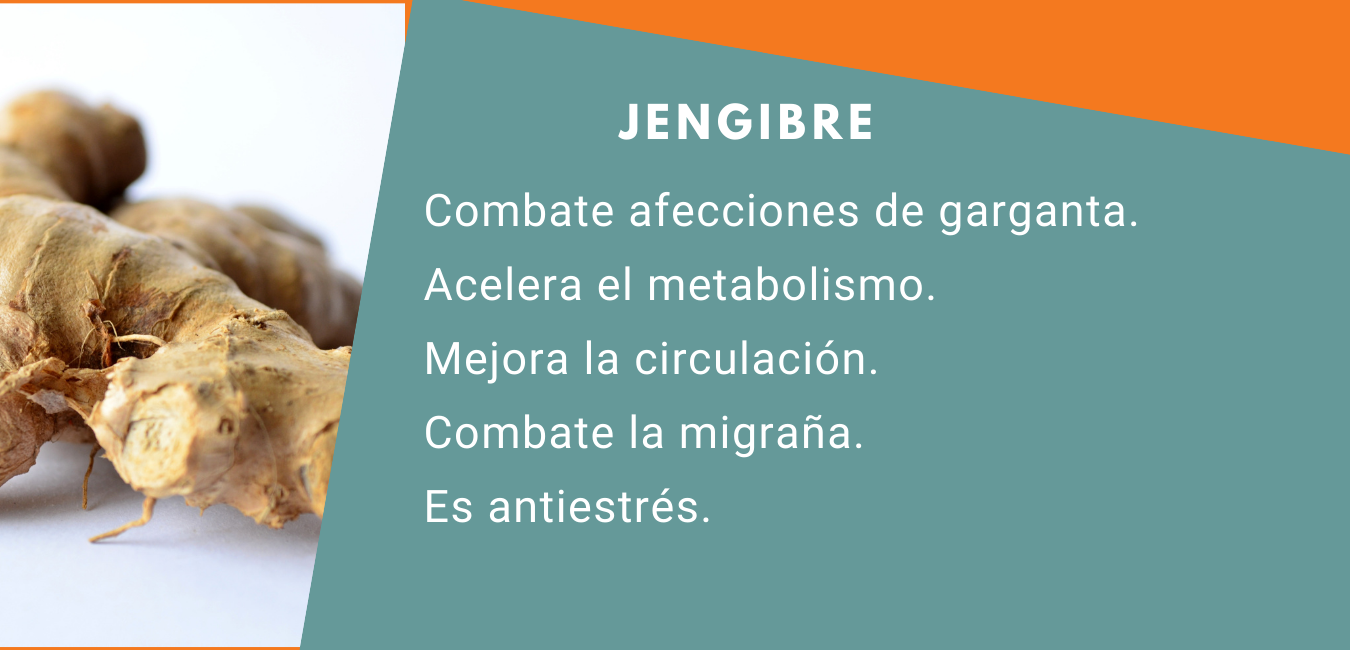 JENGIBRE
Combate afecciones de garganta.
Acelera el metabolismo.
Mejora la circulación.
Combate la migraña.
Es antiestrés.